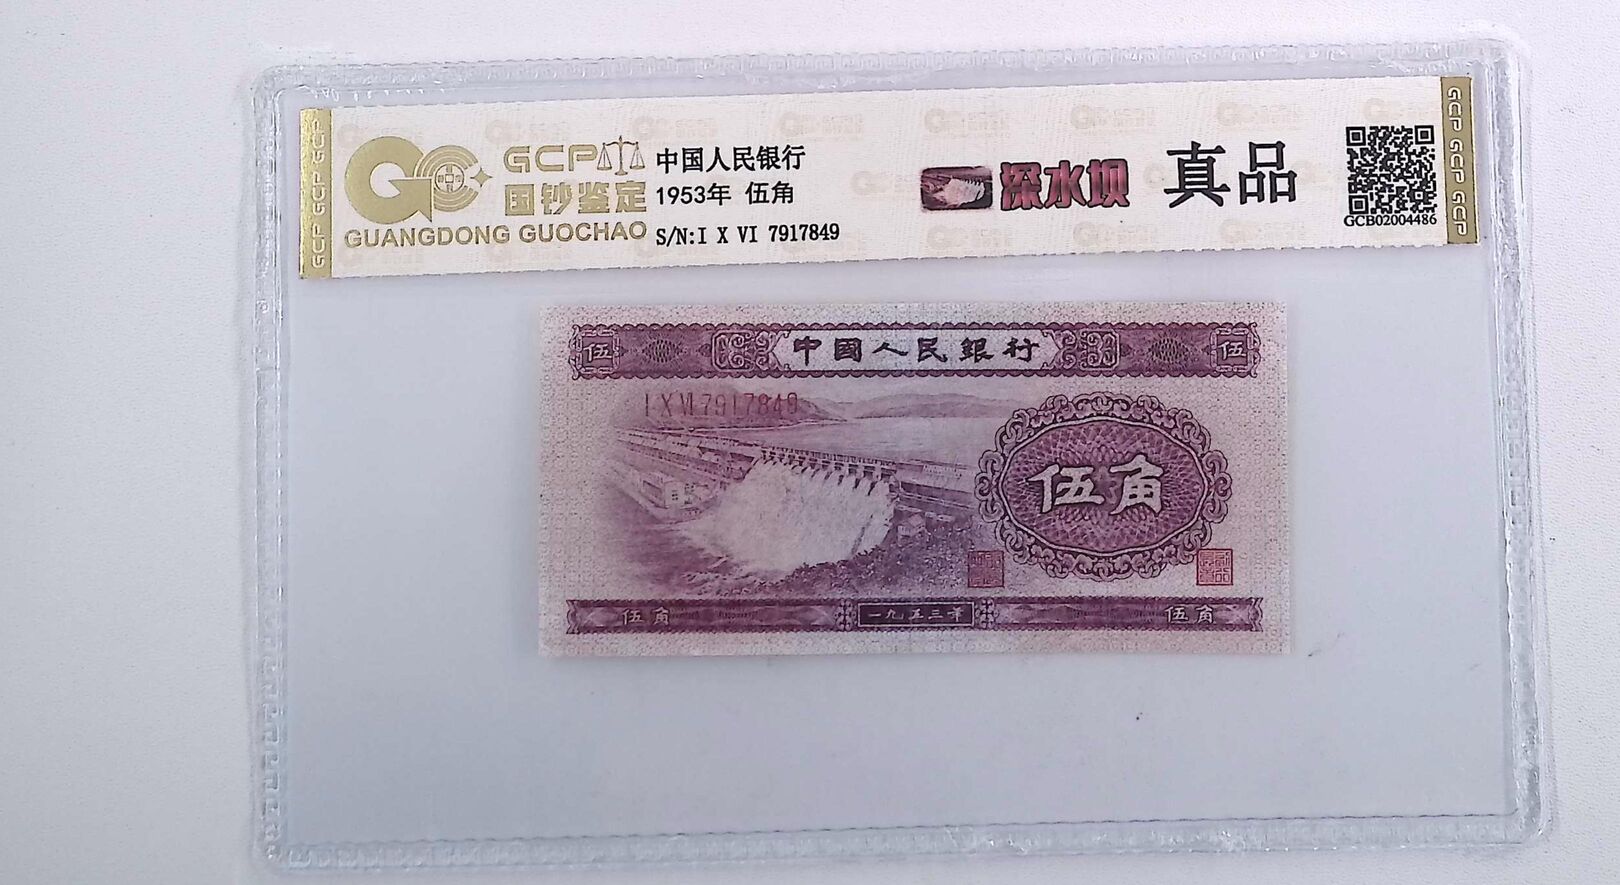 GCP
国钞鉴定
GUANGDONG GUOCHAO
中国人民银行
1953年 伍角
S/N:I X VI 7917849
深水坝
真品
GCB02004486
GCP GCP GCP
GCP GCP GCP
伍
中國人民銀行
伍
I X VI 7917849
伍角
伍角
一九五三年
伍角